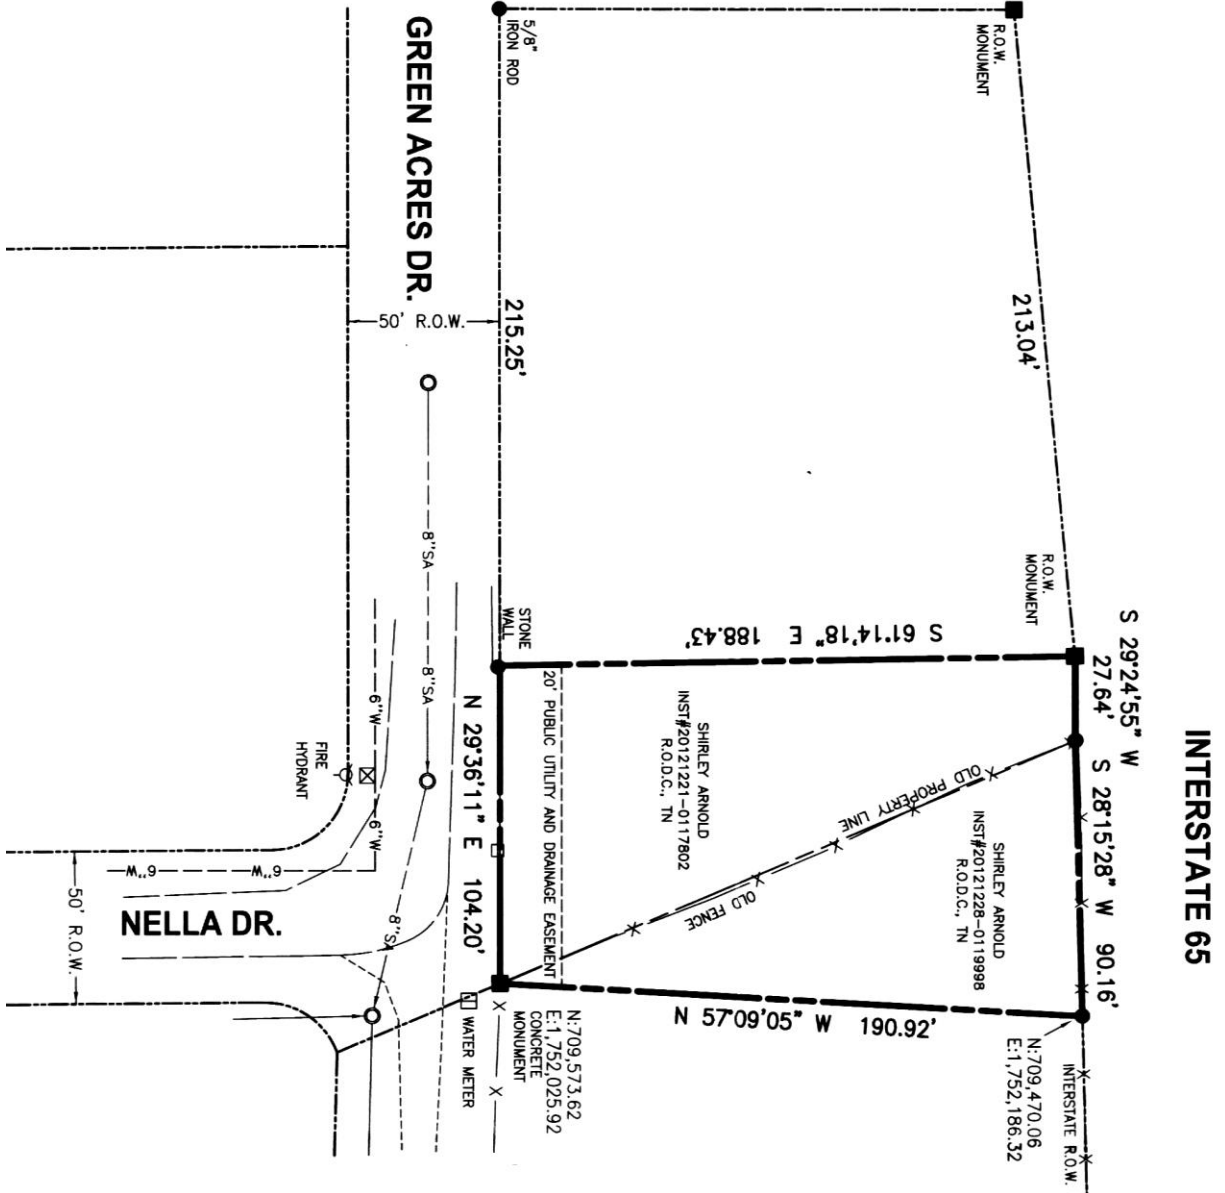 GREEN ACRES DR.
5/8"
IRON ROD
R.O.W.
MONUMENT
213.04'
215.25'
50' R.O.W.
8"SA
8"SA
8"SA
R.O.W.
MONUMENT
STONE
WALL
S 61°14'18" E 188.43'
S 29°24'55" W
27.64'
S 28°15'28" W 90.16'
INTERSTATE 65
N 29°36'11" E 104.20'
20' PUBLIC UTILITY AND DRAINAGE EASEMENT
SHIRLEY ARNOLD
INST#20121221-0117802
R.O.D.C., TN
OLD PROPERTY LINE
OLD FENCE
SHIRLEY ARNOLD
INST#20121228-0119998
R.O.D.C., TN
N 57°09'05" W 190.92'
6"W
6"W
6"W
6"W
FIRE
HYDRANT
NELLA DR.
50' R.O.W.
WATER METER
N:709,573.62
E:1,752,025.92
CONCRETE
MONUMENT
N:709,470.06
E:1,752,186.32
INTERSTATE R.O.W.